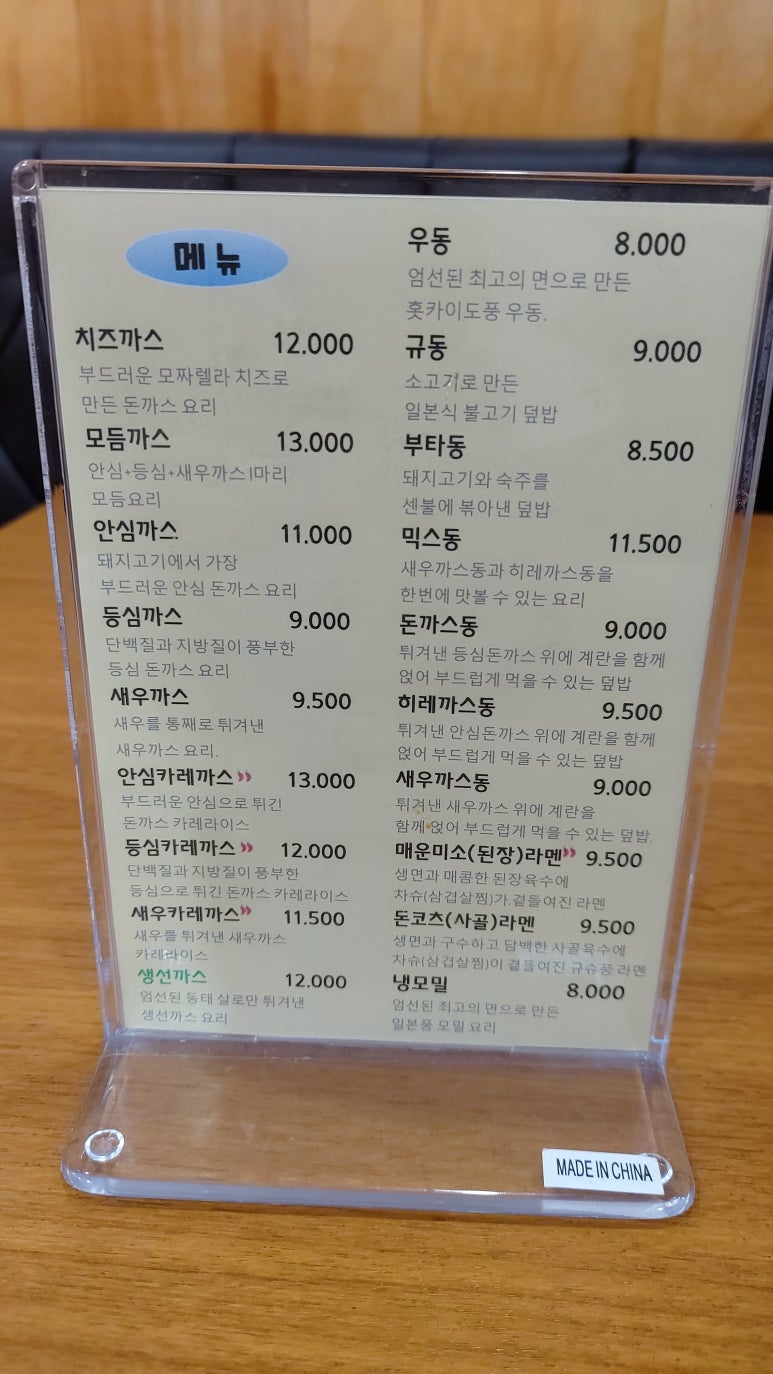 메뉴
치즈까스 12.000
부드러운 모짜렐라 치즈로
만든 돈까스 요리
모듬까스 13.000
안심+등심+새우까스 1마리
모듬요리
안심까스. 11.000
돼지고기에서 가장
부드러운 안심 돈까스 요리
등심까스 9.000
단백질과 지방질이 풍부한
등심 돈까스 요리
새우까스 9.500
새우를 통째로 튀겨낸
새우까스 요리.
안심카레까스 13.000
부드러운 안심으로 튀긴
돈까스 카레라이스
등심카레까스 12.000
단백질과 지방질이 풍부한
등심으로 튀긴 돈까스 카레라이스
새우카레까스 11.500
새우를 튀겨낸 새우까스
카레라이스
생선까스 12.000
엄선된 동태 살로만 튀겨낸
생선까스 요리
우동 8.000
엄선된 최고의 면으로 만든
홋카이도풍 우동.
규동 9.000
소고기로 만든
일본식 불고기 덮밥
부타동 8.500
돼지고기와 숙주를
센불에 볶아낸 덮밥
믹스동 11.500
새우까스동과 히레까스동을
한번에 맛볼 수 있는 요리
돈까스동 9.000
튀겨낸 등심돈까스 위에 계란을 함께
얹어 부드럽게 먹을 수 있는 덮밥
히레까스동 9.500
튀겨낸 안심돈까스 위에 계란을 함께
얹어 부드럽게 먹을 수 있는 덮밥
새우까스동 9.000
튀겨낸 새우까스 위에 계란을
함께 얹어 부드럽게 먹을 수 있는 덮밥.
매운미소(된장)라멘 9.500
생면과 매콤한 된장육수에
차슈(삼겹살찜)가 곁들여진 라멘
돈코츠(사골)라멘 9.500
생면과 구수하고 담백한 사골육수에
차슈(삼겹살찜)이 곁들여진 규슈풍 라멘
냉모밀 8.000
엄선된 최고의 면으로 만든
일본풍 모밀 요리
MADE IN CHINA